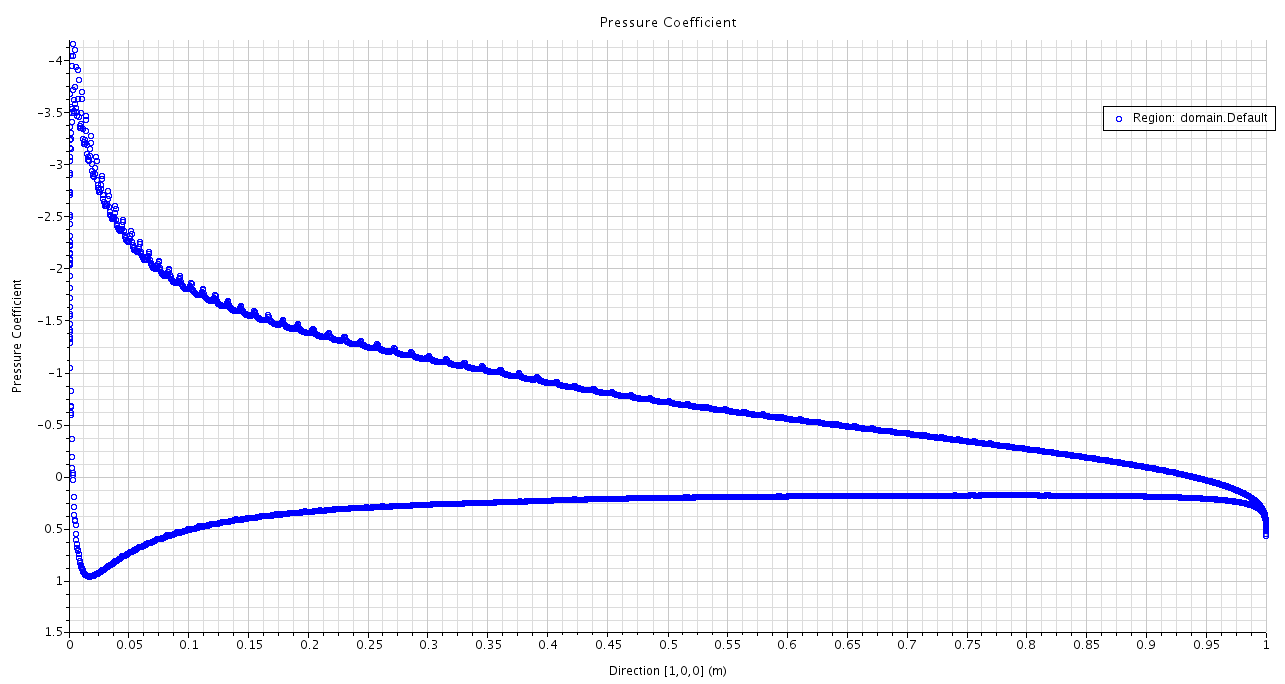 Pressure Coefficient
-4
-3.5
-3
-2.5
-2
-1.5
-1
-0.5
0
0.5
1
1.5
Pressure Coefficient
Region: domain.Default
0 0.05 0.1 0.15 0.2 0.25 0.3 0.35 0.4 0.45 0.5 0.55 0.6 0.65 0.7 0.75 0.8 0.85 0.9 0.95 1
Direction [1,0,0] (m)